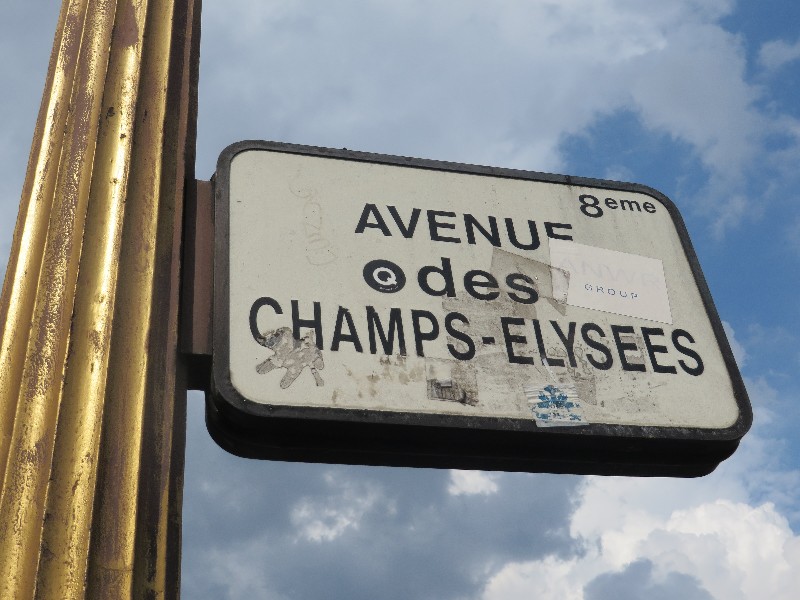 8eme
AVENUE
Q des
GROUP
CHAMPS-ELYSEES